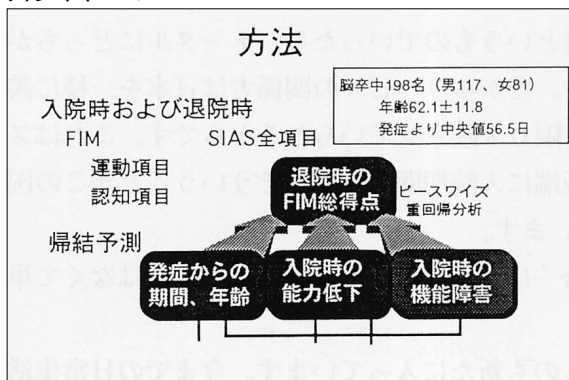 方法
脳卒中198名（男117、女81）
年齢62.1±11.8
発症より中央値56.5日
入院時および退院時
FIM　SIAS全項目
運動項目
認知項目
退院時の
FIM総得点
ピースワイズ
重回帰分析
帰結予測
発症からの
期間、年齢
入院時の
能力低下
入院時の
機能障害